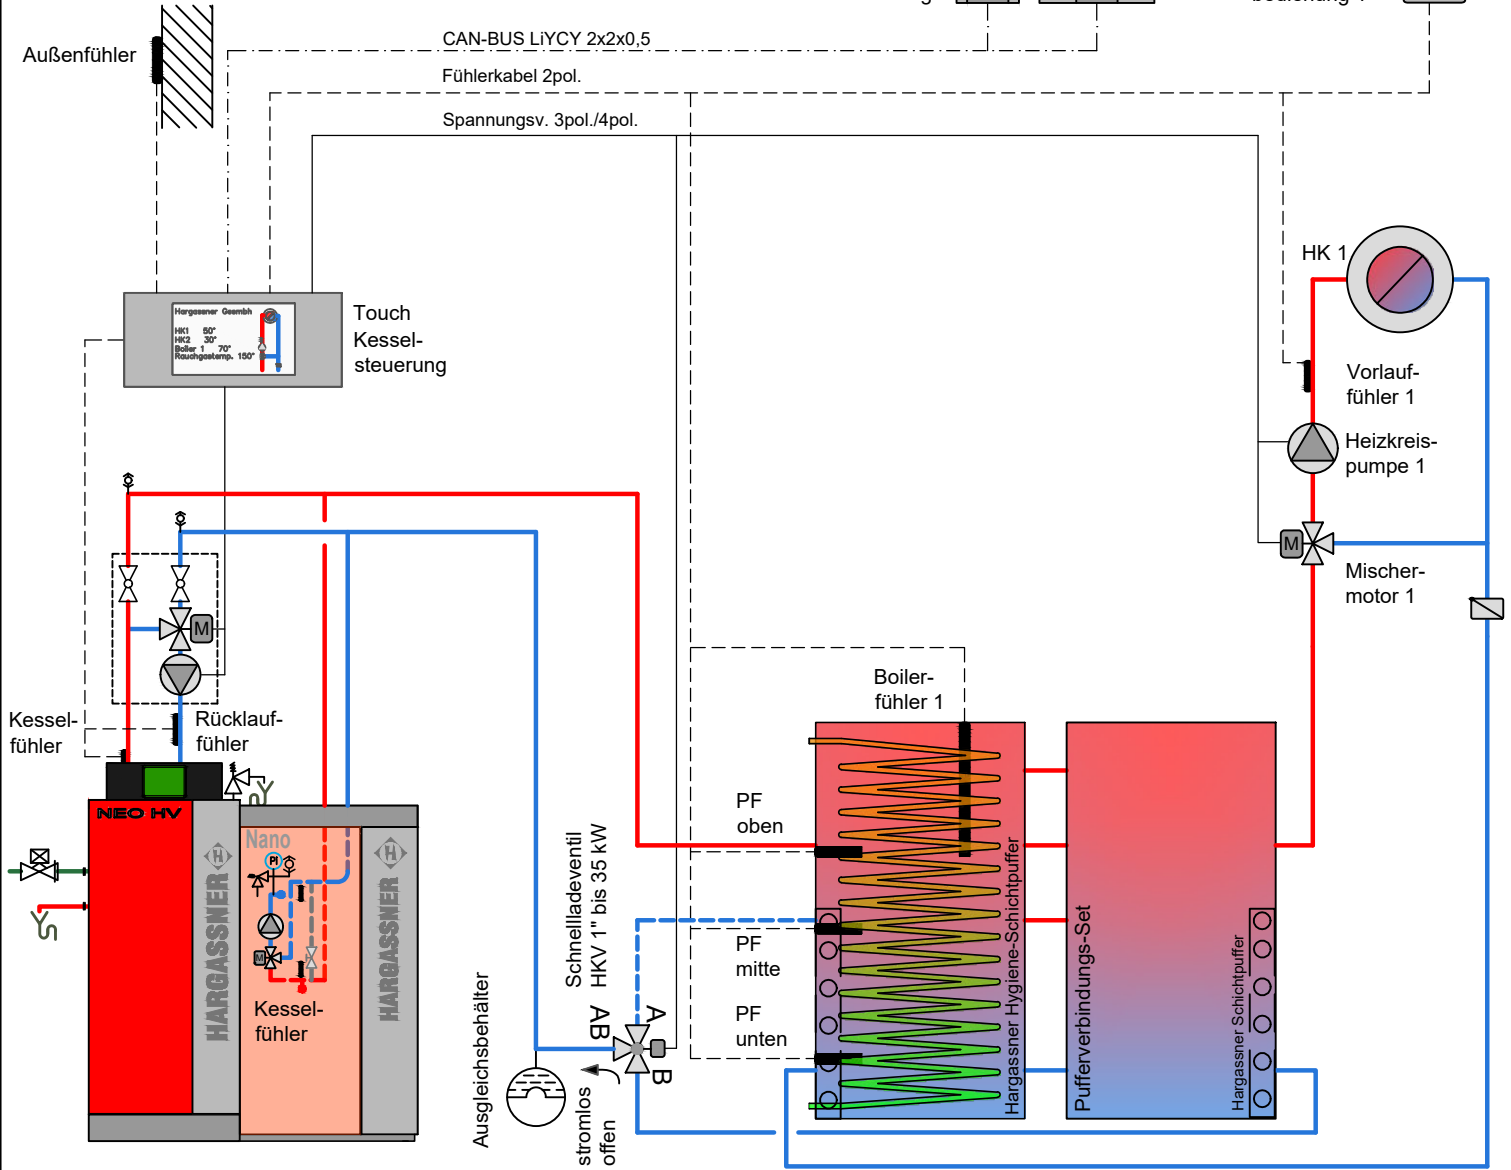 Außenfühler
CAN-BUS LiYCY 2x2x0,5
Fühlerkabel 2pol.
Spannungsv. 3pol./4pol.
HK 1
Hargassner Gesmbh
HK1 50°
HK2 30°
Boiler 1 70°
Rauchgastemp. 150°
Touch
Kessel-
steuerung
Vorlauf-
fühler 1
Heizkreis-
pumpe 1
M
Mischer-
motor 1
M
Kessel-
fühler
Rücklauf-
fühler
Boiler-
fühler 1
NEO HV
HARGASSNER
H
Nano
PI
M
Kessel-
fühler
HARGASSNER
H
PF
oben
PF
mitte
PF
unten
Schnellladeventil
HKV 1" bis 35 kW
AB
A
B
stromlos
offen
Ausgleichsbehälter
Hargassner Hygiene-Schichtpuffer
Pufferverbindungs-Set
Hargassner Schichtpuffer